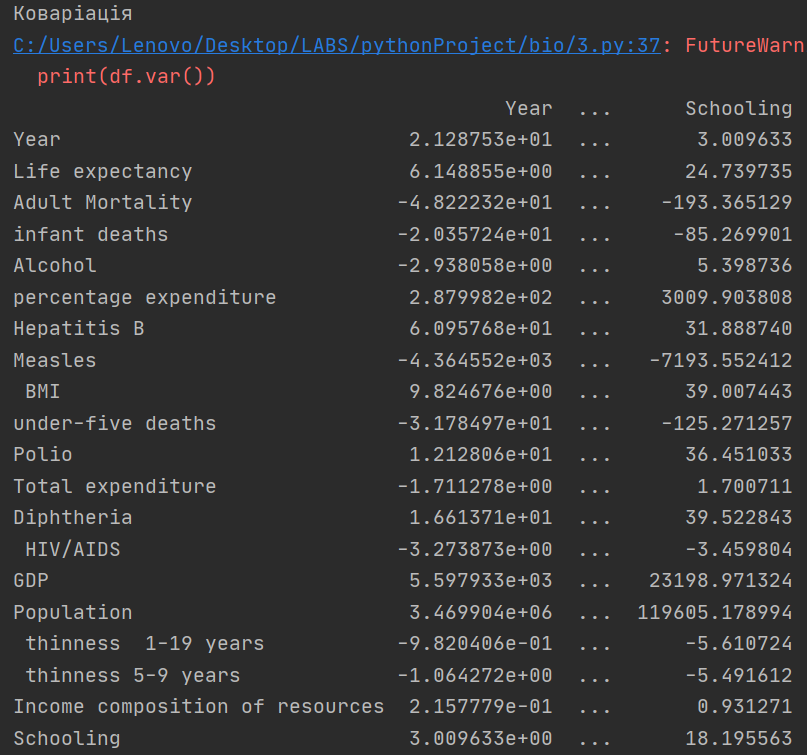 Коваріація
C:/Users/Lenovo/Desktop/LABS/pythonProject/bio/3.py:37: FutureWarn
  print(df.var())
                                         Year  ...      Schooling
Year                             2.128753e+01  ...       3.009633
Life expectancy                  6.148855e+00  ...      24.739735
Adult Mortality                 -4.822232e+01  ...    -193.365129
infant deaths                   -2.035724e+01  ...     -85.269901
Alcohol                         -2.938058e+00  ...       5.398736
percentage expenditure           2.879982e+02  ...    3009.903808
Hepatitis B                      6.095768e+01  ...      31.888740
Measles                         -4.364552e+03  ...   -7193.552412
 BMI                             9.824676e+00  ...      39.007443
under-five deaths               -3.178497e+01  ...    -125.271257
Polio                            1.212806e+01  ...      36.451033
Total expenditure               -1.711278e+00  ...       1.700711
Diphtheria                       1.661371e+01  ...      39.522843
 HIV/AIDS                       -3.273873e+00  ...      -3.459804
GDP                              5.597933e+03  ...   23198.971324
Population                       3.469904e+06  ...  119605.178994
 thinness  1-19 years           -9.820406e-01  ...      -5.610724
 thinness 5-9 years             -1.064272e+00  ...      -5.491612
Income composition of resources  2.157779e-01  ...       0.931271
Schooling                        3.009633e+00  ...      18.195563